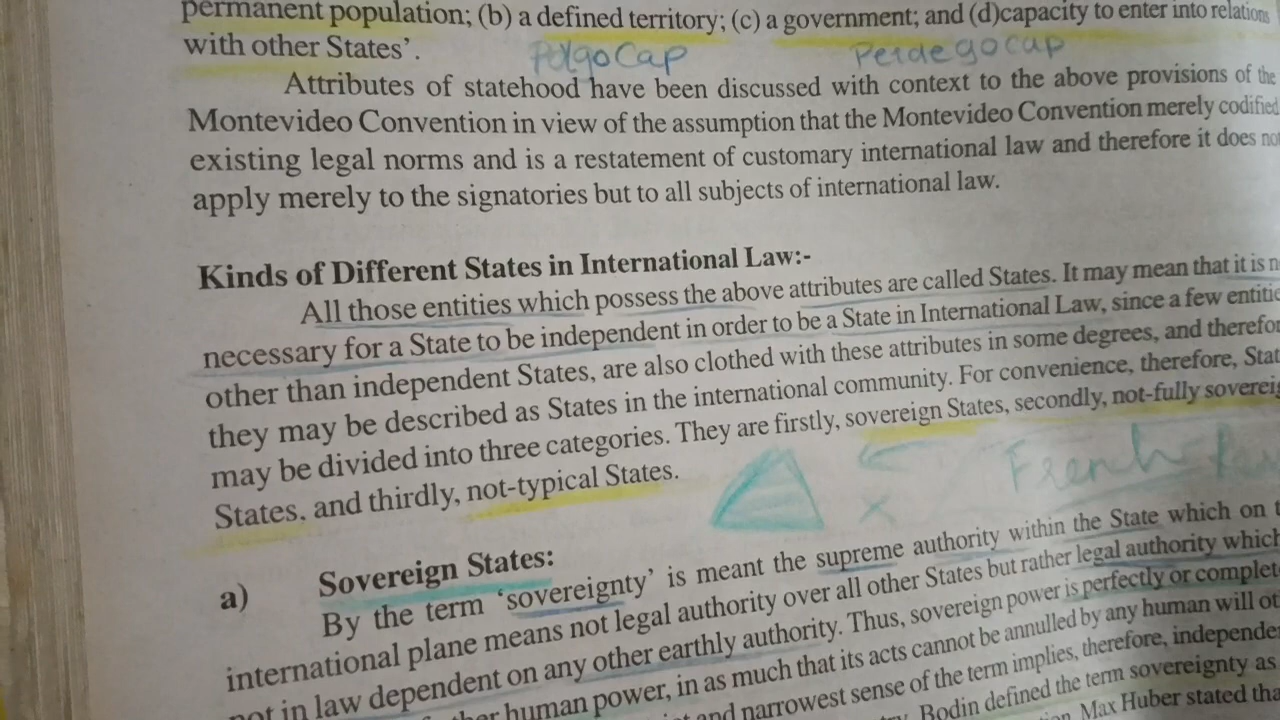 permanent population; (b) a defined territory; (c) a government; and (d)capacity to enter into relations
with other States'.
PdgoCap Perdegocap
Attributes of statehood have been discussed with context to the above provisions of the
Montevideo Convention in view of the assumption that the Montevideo Convention merely codified
existing legal norms and is a restatement of customary international law and therefore it does not
apply merely to the signatories but to all subjects of international law.
Kinds of Different States in International Law:-
All those entities which possess the above attributes are called States. It may mean that it is n
necessary for a State to be independent in order to be a State in International Law, since a few entitie
other than independent States, are also clothed with these attributes in some degrees, and therefor
they may be described as States in the international community. For convenience, therefore, Stat
may be divided into three categories. They are firstly, sovereign States, secondly, not-fully sovereig
States, and thirdly, not-typical States.
French
a) Sovereign States:
By the term 'sovereignty' is meant the supreme authority within the State which on t
international plane means not legal authority over all other States but rather legal authority which
not in law dependent on any other earthly authority. Thus, sovereign power is perfectly or complet
human power, in as much that its acts cannot be annulled by any human will ot
and narrowest sense of the term implies, therefore, independe
Bodin defined the term sovereignty as
Max Huber stated tha